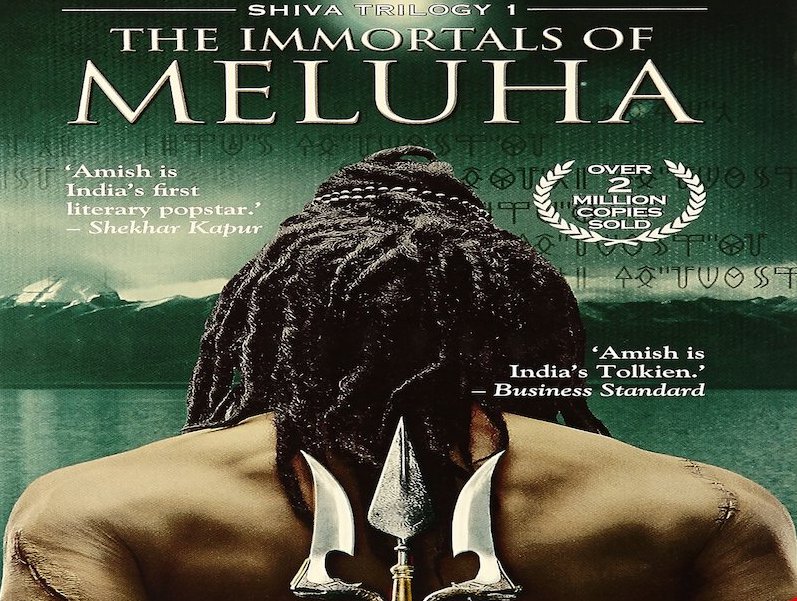 SHIVA TRILOGY 1
THE IMMORTALS OF
MELUHA
‘Amish is
India’s first
literary popstar.’
– Shekhar Kapur
OVER
2
MILLION
COPIES
SOLD
‘Amish is
India’s Tolkien.’
– Business Standard